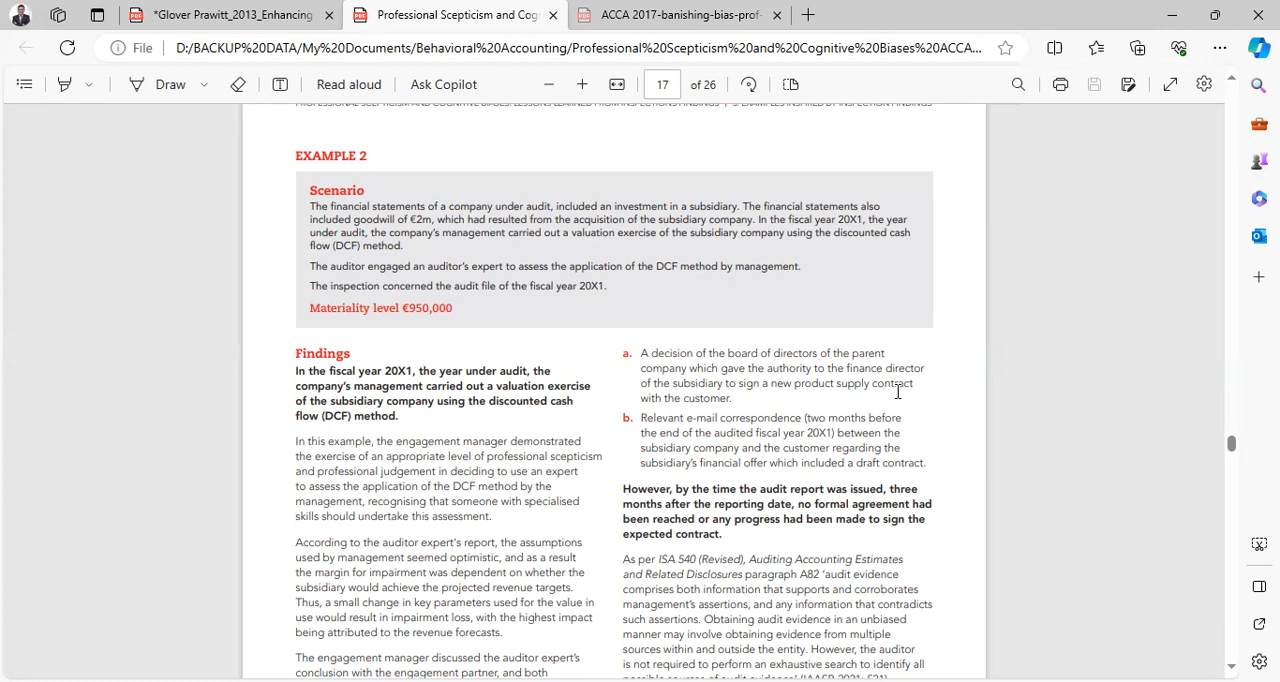 *Glover Prawitt_2013_Enhancing
Professional Scepticism and Cog
ACCA 2017-banishing-bias-prof-
File
D:/BACKUP%20DATA/My%20Documents/Behavioral%20Accounting/Professional%20Scepticism%20and%20Cognitive%20Biases%20ACCA...
Draw
Read aloud
Ask Copilot
17
of 26
EXAMPLE 2
Scenario
The financial statements of a company under audit, included an investment in a subsidiary. The financial statements also
included goodwill of €2m, which had resulted from the acquisition of the subsidiary company. In the fiscal year 20X1, the year
under audit, the company's management carried out a valuation exercise of the subsidiary company using the discounted cash
flow (DCF) method.
The auditor engaged an auditor's expert to assess the application of the DCF method by management.
The inspection concerned the audit file of the fiscal year 20X1.
Materiality level €950,000
Findings
In the fiscal year 20X1, the year under audit, the
company's management carried out a valuation exercise
of the subsidiary company using the discounted cash
flow (DCF) method.
In this example, the engagement manager demonstrated
the exercise of an appropriate level of professional scepticism
and professional judgement in deciding to use an expert
to assess the application of the DCF method by the
management, recognising that someone with specialised
skills should undertake this assessment.
According to the auditor expert's report, the assumptions
used by management seemed optimistic, and as a result
the margin for impairment was dependent on whether the
subsidiary would achieve the projected revenue targets.
Thus, a small change in key parameters used for the value in
use would result in impairment loss, with the highest impact
being attributed to the revenue forecasts.
The engagement manager discussed the auditor expert's
conclusion with the engagement partner, and both
a. A decision of the board of directors of the parent
company which gave the authority to the finance director
of the subsidiary to sign a new product supply contract
with the customer.
b. Relevant e-mail correspondence (two months before
the end of the audited fiscal year 20X1) between the
subsidiary company and the customer regarding the
subsidiary's financial offer which included a draft contract.
However, by the time the audit report was issued, three
months after the reporting date, no formal agreement had
been reached or any progress had been made to sign the
expected contract.
As per ISA 540 (Revised), Auditing Accounting Estimates
and Related Disclosures paragraph A82 'audit evidence
comprises both information that supports and corroborates
management's assertions, and any information that contradicts
such assertions. Obtaining audit evidence in an unbiased
manner may involve obtaining evidence from multiple
sources within and outside the entity. However, the auditor
is not required to perform an exhaustive search to identify all